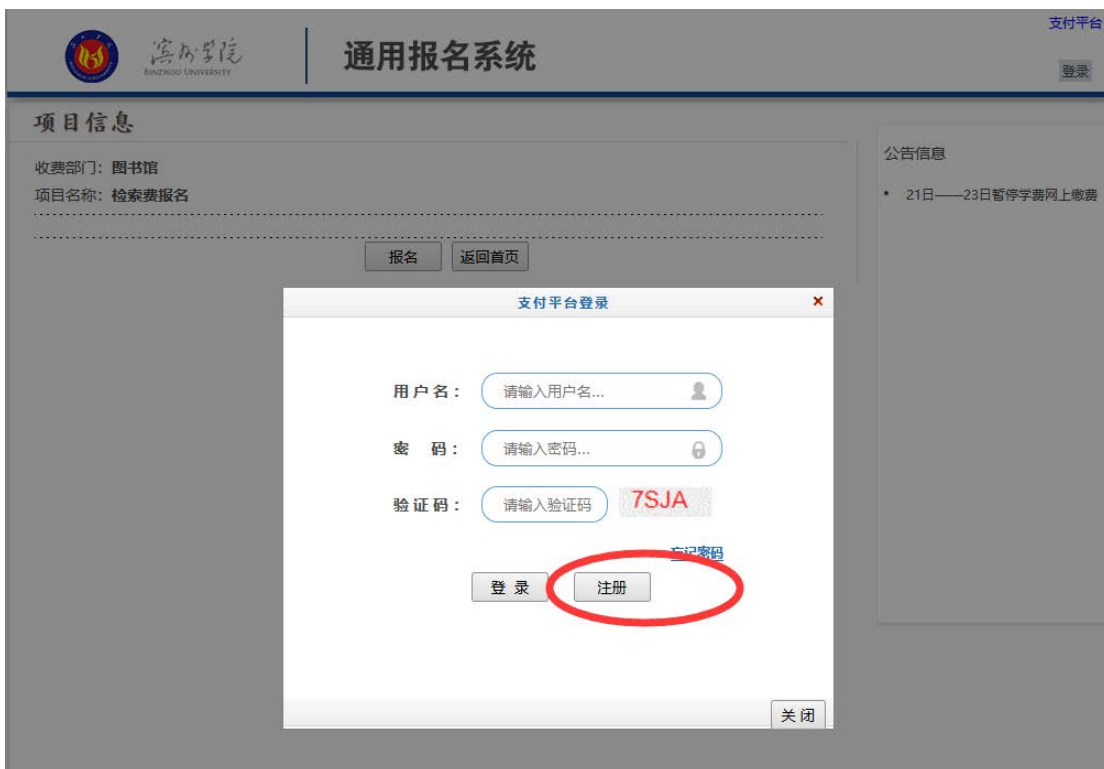 支付平台
滨州学院
BINZHOU UNIVERSITY
通用报名系统
登录
项目信息
收费部门：图书馆
项目名称：检索费报名
报名
返回首页
公告信息
• 21日——23日暂停学费网上缴费
支付平台登录
用户名：
请输入用户名...
密 码：
请输入密码...
验证码：
请输入验证码
7SJA
忘记密码
登 录
注册
关 闭